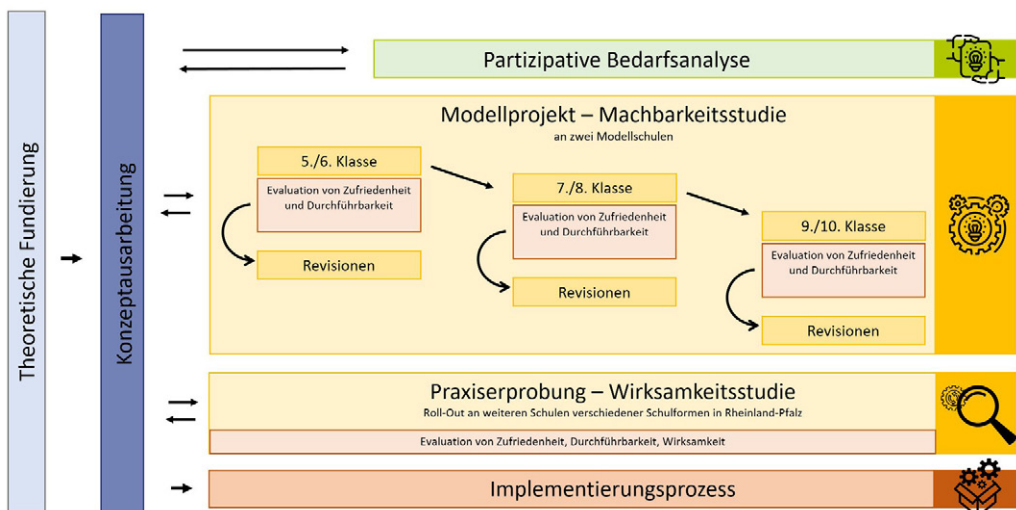 Theoretische Fundierung
Konzeptausarbeitung
Partizipative Bedarfsanalyse
Modellprojekt – Machbarkeitsstudie
an zwei Modellschulen
5./6. Klasse
Evaluation von Zufriedenheit
und Durchführbarkeit
Revisionen
7./8. Klasse
Evaluation von Zufriedenheit
und Durchführbarkeit
Revisionen
9./10. Klasse
Evaluation von Zufriedenheit
und Durchführbarkeit
Revisionen
Praxiserprobung – Wirksamkeitsstudie
Roll-Out an weiteren Schulen verschiedener Schulformen in Rheinland-Pfalz
Evaluation von Zufriedenheit, Durchführbarkeit, Wirksamkeit
Implementierungsprozess